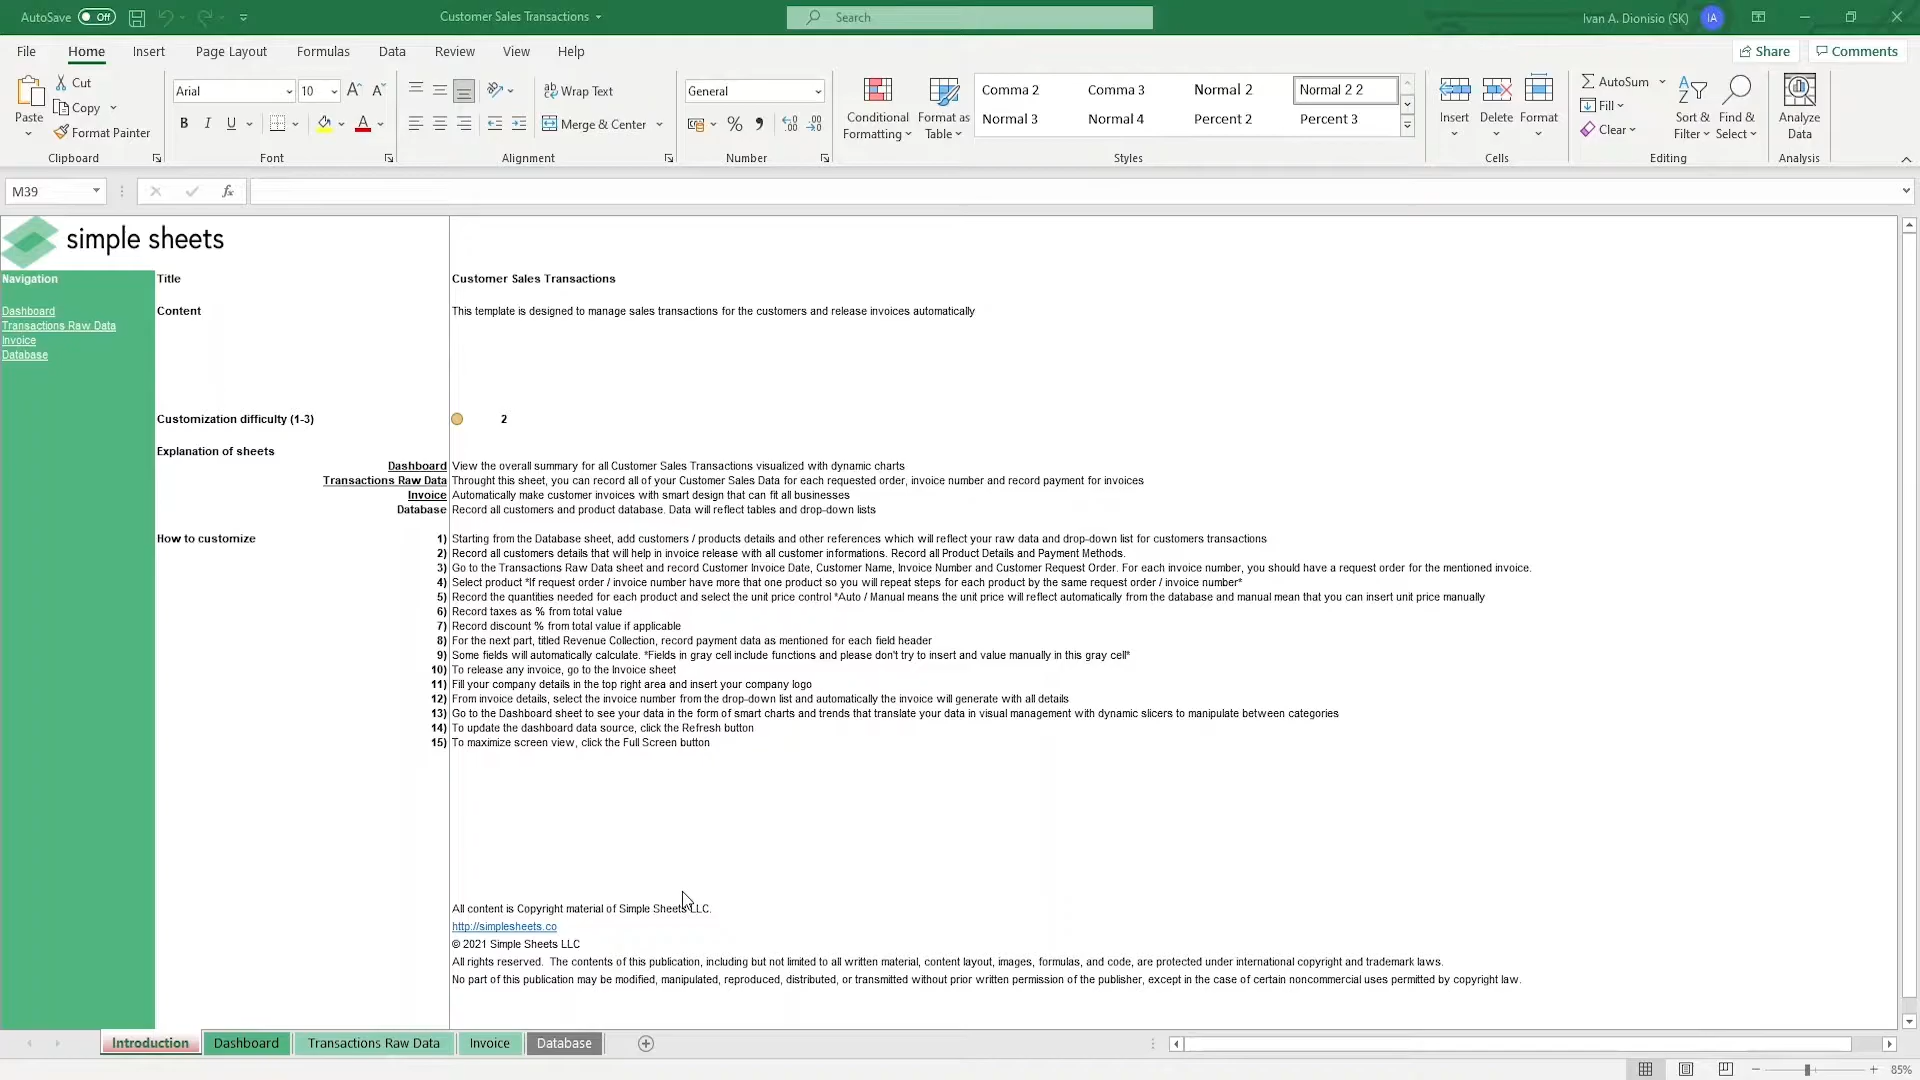 AutoSave Off
Customer Sales Transactions
Search
Ivan A. Dionisio (SK) IA
File Home Insert Page Layout Formulas Data Review View Help
Share Comments
Paste
Cut
Copy
Format Painter
Clipboard
Arial 10
B I U
Font
Wrap Text
Merge & Center
Alignment
General
Number
Conditional Formatting
Format as Table
Comma 2 Comma 3 Normal 2 Normal 2 2
Normal 3 Normal 4 Percent 2 Percent 3
Styles
Insert Delete Format
Cells
AutoSum
Fill
Clear
Sort & Filter
Find & Select
Editing
Analyze Data
Analysis
M39
fx
simple sheets
Navigation
Dashboard
Transactions Raw Data
Invoice
Database
Title Customer Sales Transactions
Content This template is designed to manage sales transactions for the customers and release invoices automatically
Customization difficulty (1-3) 2
Explanation of sheets
Dashboard View the overall summary for all Customer Sales Transactions visualized with dynamic charts
Transactions Raw Data Throught this sheet, you can record all of your Customer Sales Data for each requested order, invoice number and record payment for invoices
Invoice Automatically make customer invoices with smart design that can fit all businesses
Database Record all customers and product database. Data will reflect tables and drop-down lists
How to customize 1) Starting from the Database sheet, add customers / products details and other references which will reflect your raw data and drop-down list for customers transactions
2) Record all customers details that will help in invoice release with all customer informations. Record all Product Details and Payment Methods.
3) Go to the Transactions Raw Data sheet and record Customer Invoice Date, Customer Name, Invoice Number and Customer Request Order. For each invoice number, you should have a request order for the mentioned invoice.
4) Select product *If request order / invoice number have more that one product so you will repeat steps for each product by the same request order / invoice number*
5) Record the quantities needed for each product and select the unit price control *Auto / Manual means the unit price will reflect automatically from the database and manual mean that you can insert unit price manually
6) Record taxes as % from total value
7) Record discount % from total value if applicable
8) For the next part, titled Revenue Collection, record payment data as mentioned for each field header
9) Some fields will automatically calculate. *Fields in gray cell include functions and please don't try to insert and value manually in this gray cell*
10) To release any invoice, go to the Invoice sheet
11) Fill your company details in the top right area and insert your company logo
12) From invoice details, select the invoice number from the drop-down list and automatically the invoice will generate with all details
13) Go to the Dashboard sheet to see your data in the form of smart charts and trends that translate your data in visual management with dynamic slicers to manipulate between categories
14) To update the dashboard data source, click the Refresh button
15) To maximize screen view, click the Full Screen button
All content is Copyright material of Simple Sheets LLC.
http://simplesheets.co
© 2021 Simple Sheets LLC
All rights reserved. The contents of this publication, including but not limited to all written material, content layout, images, formulas, and code, are protected under international copyright and trademark laws.
No part of this publication may be modified, manipulated, reproduced, distributed, or transmitted without prior written permission of the publisher, except in the case of certain noncommercial uses permitted by copyright law.
Introduction Dashboard Transactions Raw Data Invoice Database
85%